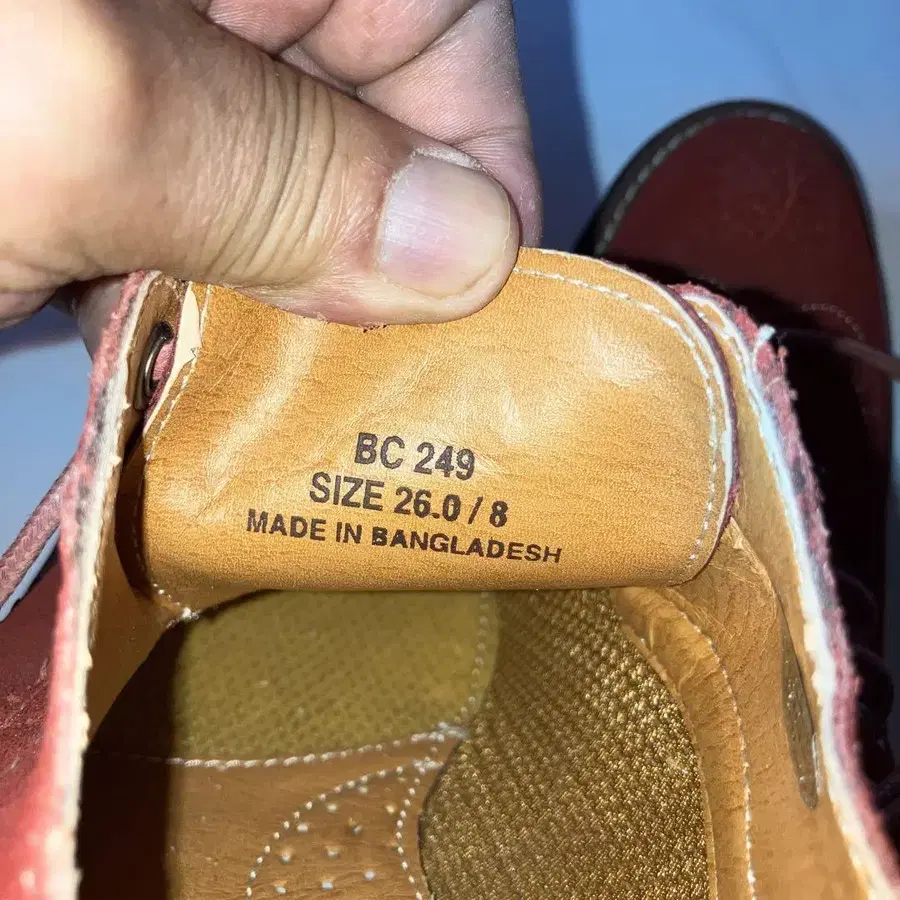 BC 249
SIZE 26.0 / 8
MADE IN BANGLADESH